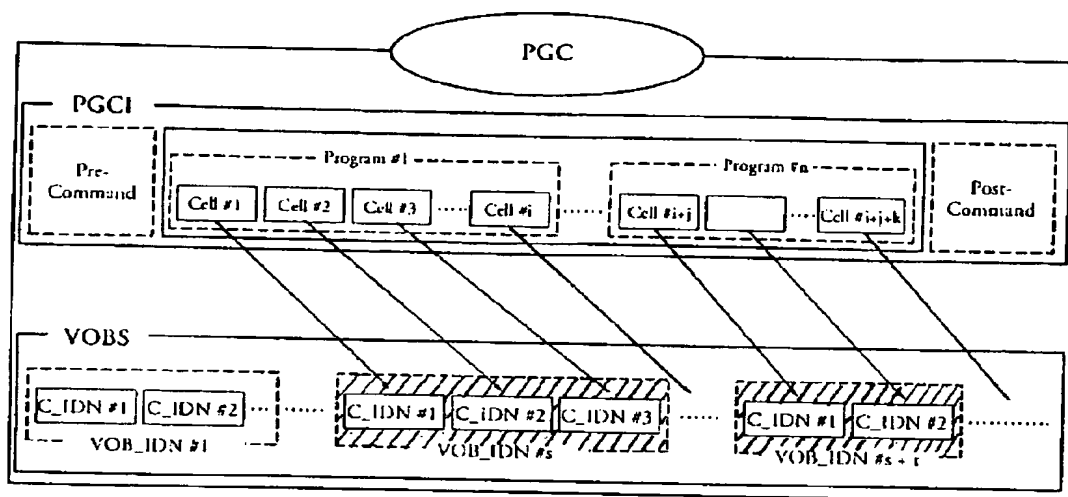 PGC
PGCI
Pre-
Command
Program #1
Cell #1
Cell #2
Cell #3
Cell #i
Program #n
Cell #i+j
Cell #i+j+k
Post-
Command
VOBS
C_IDN #1
C_IDN #2
VOB_IDN #1
C_IDN #1
C_IDN #2
C_IDN #3
VOB_IDN #s
C_IDN #1
C_IDN #2
VOB_IDN #s + t